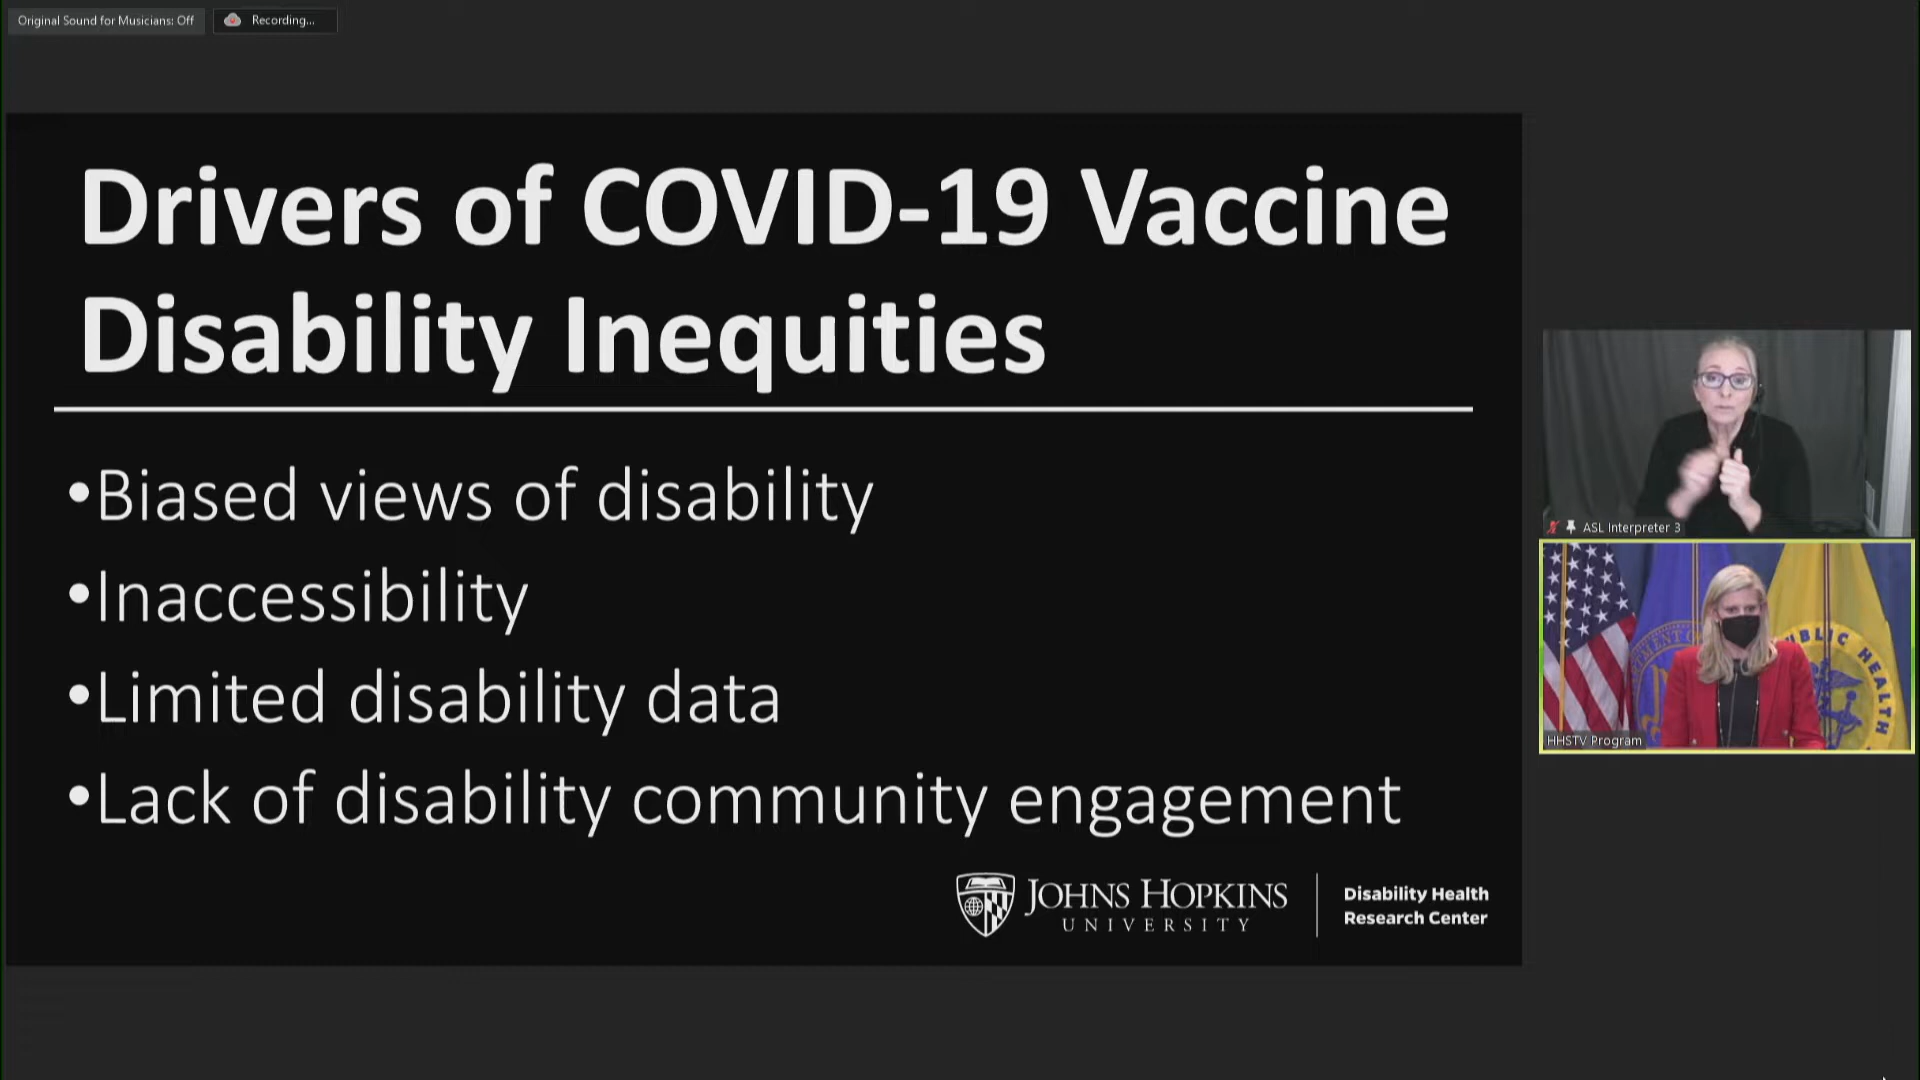 Original Sound for Musicians: Off
Recording...
Drivers of COVID-19 Vaccine
Disability Inequities
•Biased views of disability
•Inaccessibility
•Limited disability data
•Lack of disability community engagement
JOHNS HOPKINS
UNIVERSITY
Disability Health
Research Center
ASL Interpreter 3
UBLIC HEALTH
HHSTV Program